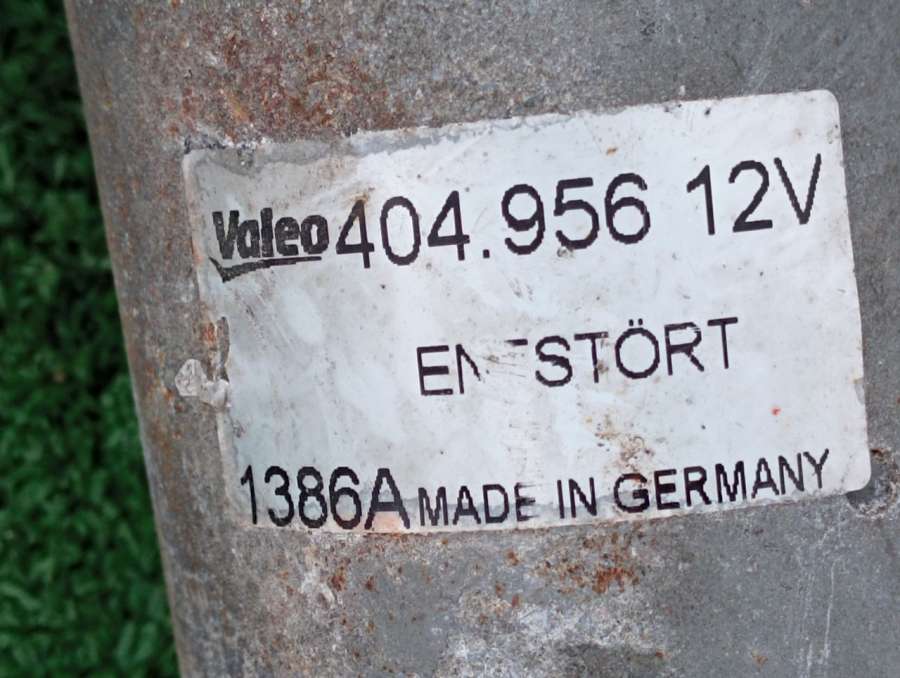 Valeo 404.956 12V
ENTSTÖRT
1386A MADE IN GERMANY